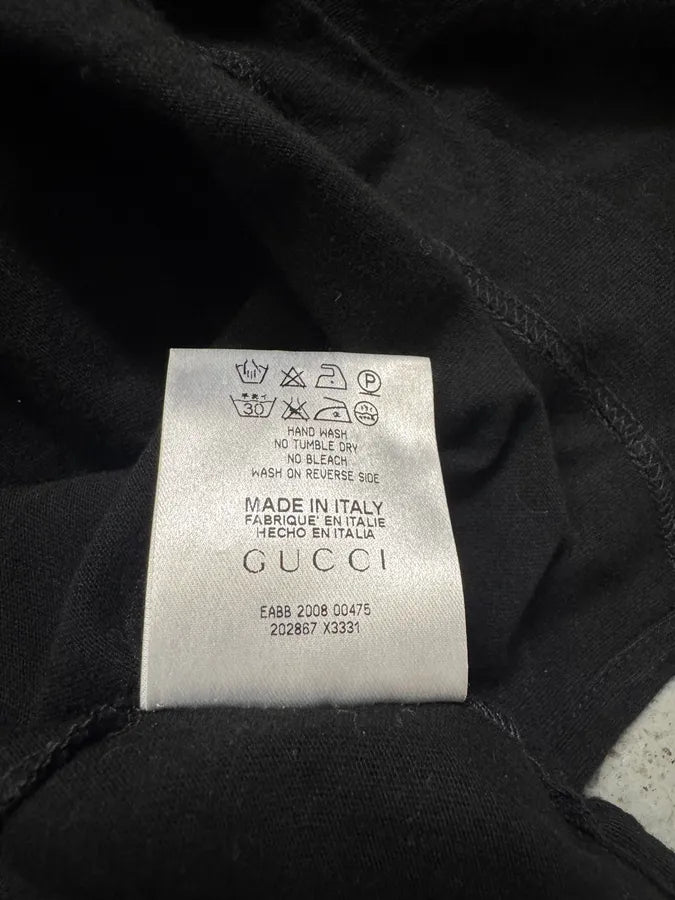 P
30
HAND WASH
NO TUMBLE DRY
NO BLEACH
WASH ON REVERSE SIDE
MADE IN ITALY
FABRIQUE' EN ITALIE
HECHO EN ITALIA
GUCCI
EABB 2008 00475
202867 X3331